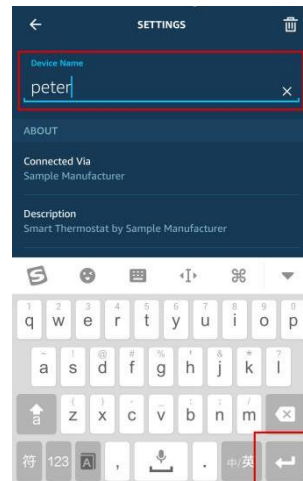 SETTINGS
Device Name
peter
ABOUT
Connected Via
Sample Manufacturer
Description
Smart Thermostat by Sample Manufacturer
1 2 3 4 5 6 7 8 9 0
q w e r t y u i o p
~ ! @ # % ' & * ?
a s d f g h j k l
( ) - _ : ; /
a z x c v b n m
符 123 , . 中/英